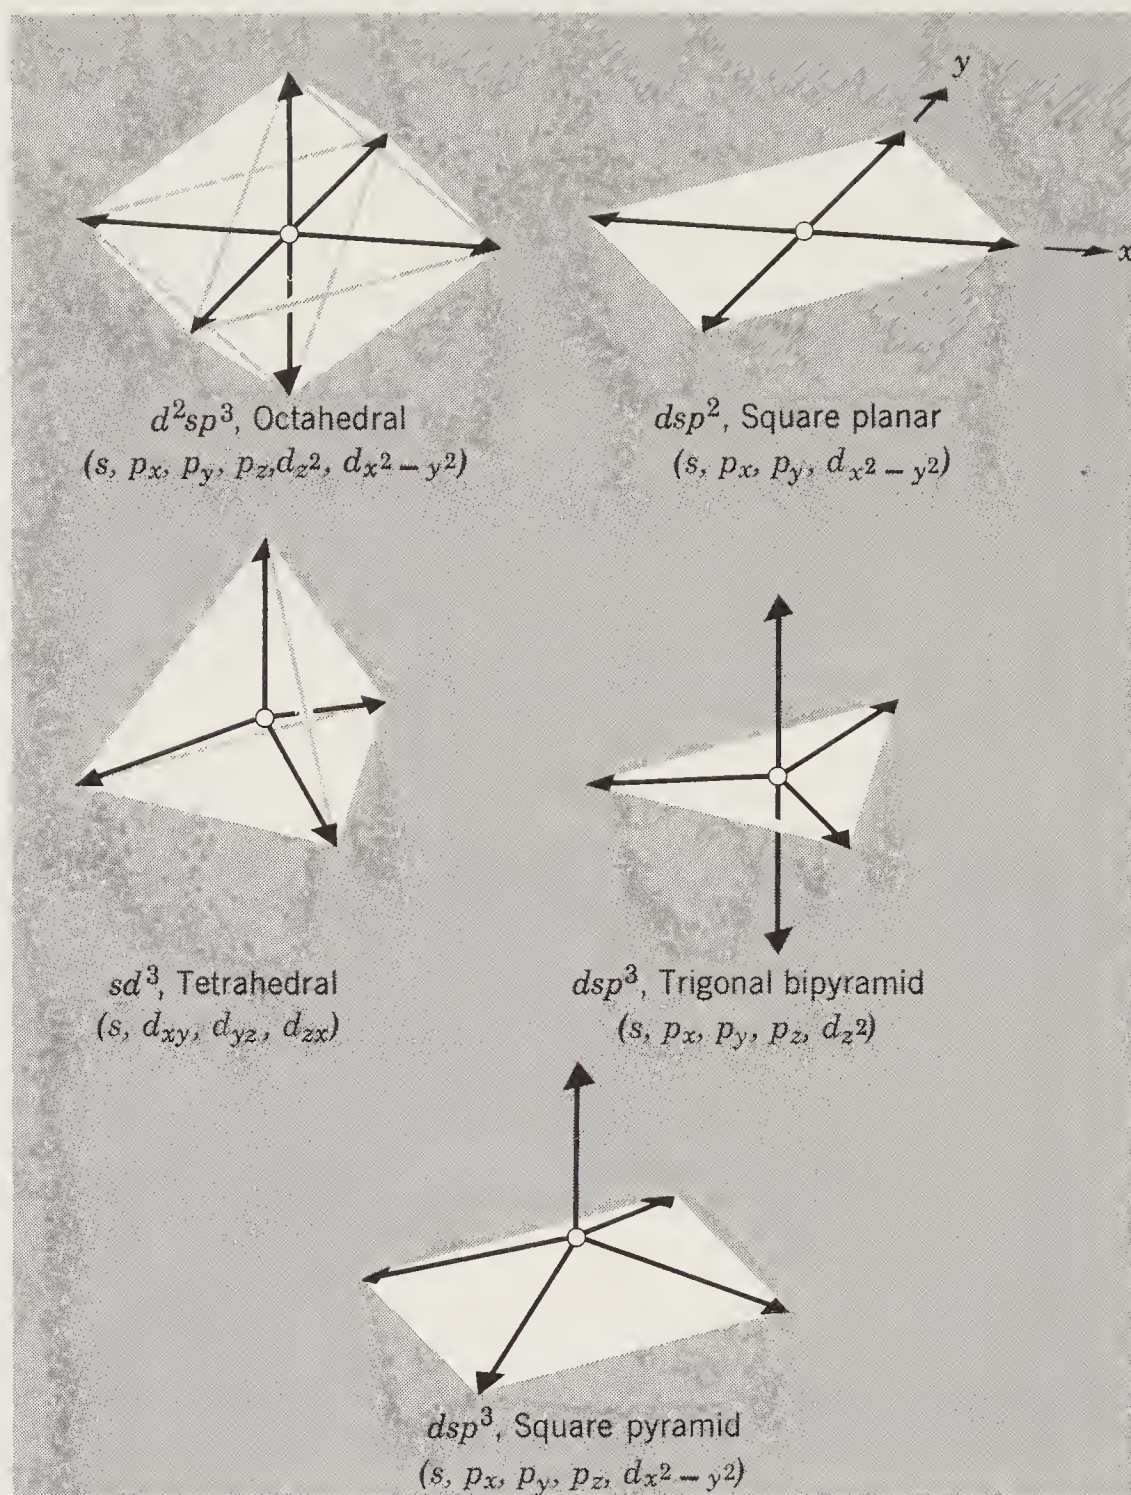 y
x
d²sp³, Octahedral
(s, pₓ, p_y, p_z, d_z², d_x² – y²)
dsp², Square planar
(s, pₓ, p_y, d_x² – y²)
sd³, Tetrahedral
(s, d_xy, d_yz, d_zx)
dsp³, Trigonal bipyramid
(s, pₓ, p_y, p_z, d_z²)
dsp³, Square pyramid
(s, pₓ, p_y, p_z, d_x² – y²)